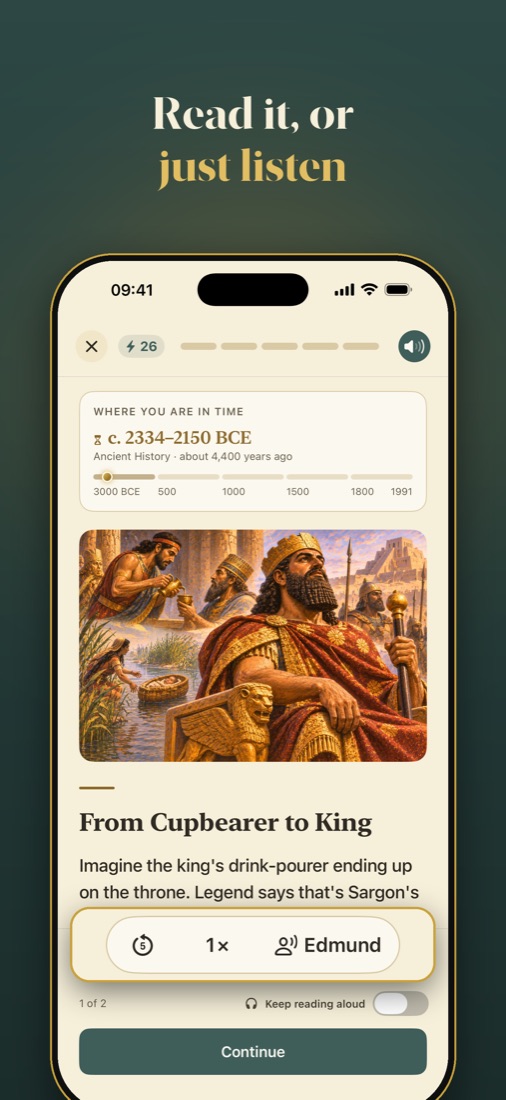 Read it, or
just listen
09:41
26
WHERE YOU ARE IN TIME
c. 2334–2150 BCE
Ancient History · about 4,400 years ago
3000 BCE 500 1000 1500 1800 1991
From Cupbearer to King
Imagine the king's drink-pourer ending up
on the throne. Legend says that's Sargon's
5 1× Edmund
1 of 2 Keep reading aloud
Continue